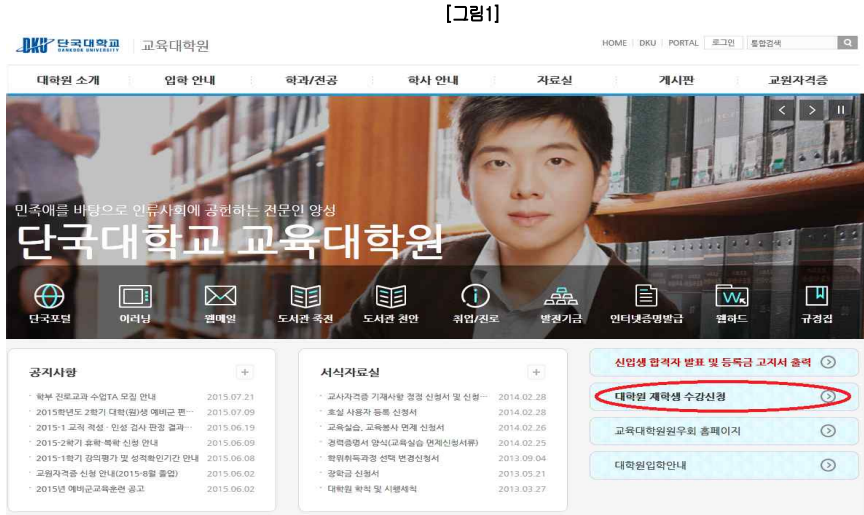 [그림1]
DKU 단국대학교 DANKOOK UNIVERSITY 교육대학원
HOME DKU PORTAL 로그인 통합검색
대학원 소개 입학 안내 학과/전공 학사 안내 자료실 게시판 교원자격증
민족애를 바탕으로 인류사회에 공헌하는 전문인 양성
단국대학교 교육대학원
단국포털 이러닝 웹메일 도서관 죽전 도서관 천안 취업/진로 발전기금 인터넷증명발급 웹하드 규정집
공지사항
학부 진로교과 수업TA 모집 안내 2015.07.21
2015학년도 2학기 대학(원)생 예비군 편··· 2015.07.09
2015-1 교직 적성·인성 검사 판정 결과··· 2015.06.19
2015-2학기 휴학·복학 신청 안내 2015.06.09
2015-1학기 강의평가 및 성적확인기간 안내 2015.06.08
교원자격증 신청 안내(2015-8월 졸업) 2015.06.02
2015년 예비군교육훈련 공고 2015.06.02
서식자료실
교사자격증 기재사항 정정 신청서 및 신청··· 2014.02.28
호실 사용자 등록 신청서 2014.02.28
교육실습, 교육봉사 면제 신청서 2014.02.26
경력증명서 양식(교육실습 면제신청서류) 2014.02.25
학위취득과정 선택 변경신청서 2013.09.04
장학금 신청서 2013.05.21
대학원 학칙 및 시행세칙 2013.03.27
신입생 합격자 발표 및 등록금 고지서 출력
대학원 재학생 수강신청
교육대학원원우회 홈페이지
대학원입학안내